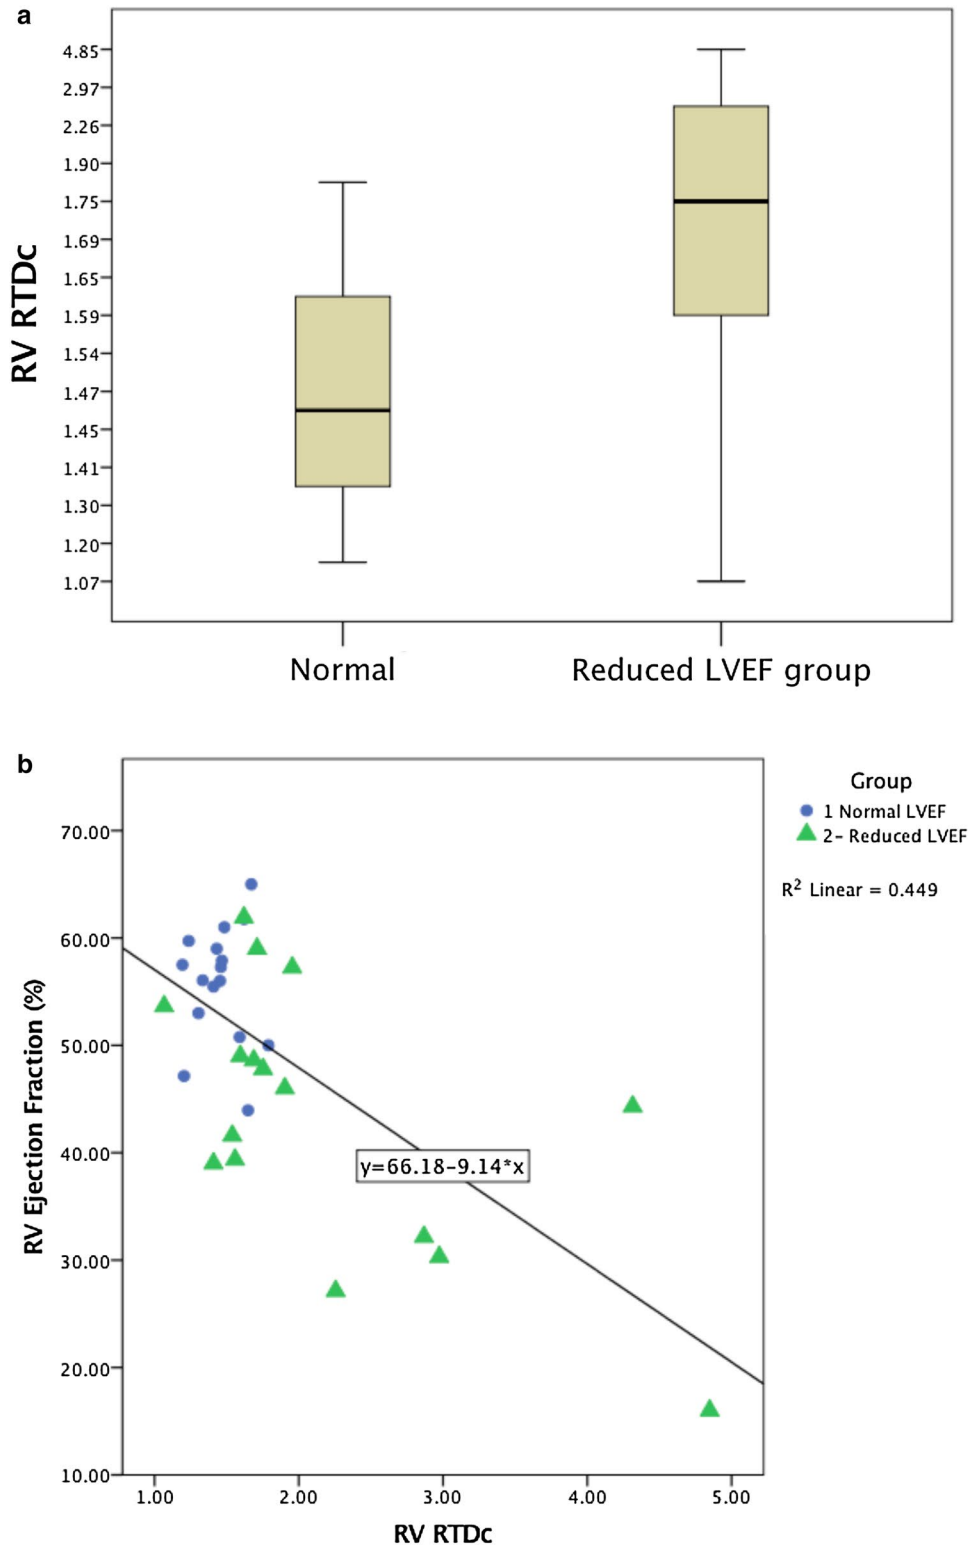 a
4.85
2.97
2.26
1.90
1.75
1.69
1.65
1.59
1.54
1.47
1.45
1.41
1.30
1.20
1.07
RV RTDc
Normal
Reduced LVEF group
b
Group
1 Normal LVEF
2- Reduced LVEF
R² Linear = 0.449
70.00
60.00
50.00
40.00
30.00
20.00
10.00
RV Ejection Fraction (%)
y=66.18-9.14*x
1.00
2.00
3.00
4.00
5.00
RV RTDc